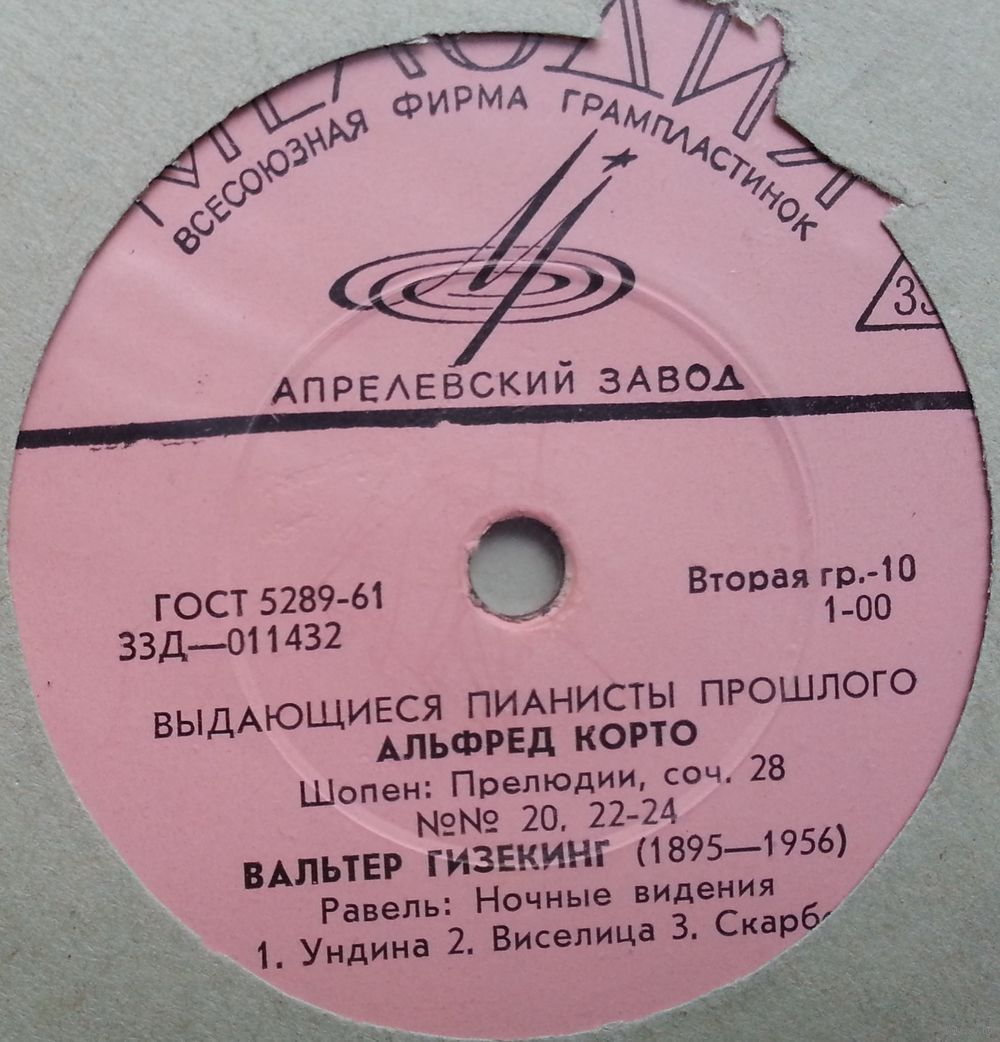 МЕЛОДИЯ
ВСЕСОЮЗНАЯ ФИРМА ГРАМПЛАСТИНОК
АПРЕЛЕВСКИЙ ЗАВОД
ГОСТ 5289-61
33Д—011432
Вторая гр.-10
1-00
ВЫДАЮЩИЕСЯ ПИАНИСТЫ ПРОШЛОГО
АЛЬФРЕД КОРТО
Шопен: Прелюдии, соч. 28
№№ 20, 22-24
ВАЛЬТЕР ГИЗЕКИНГ (1895—1956)
Равель: Ночные видения
1. Ундина 2. Виселица 3.